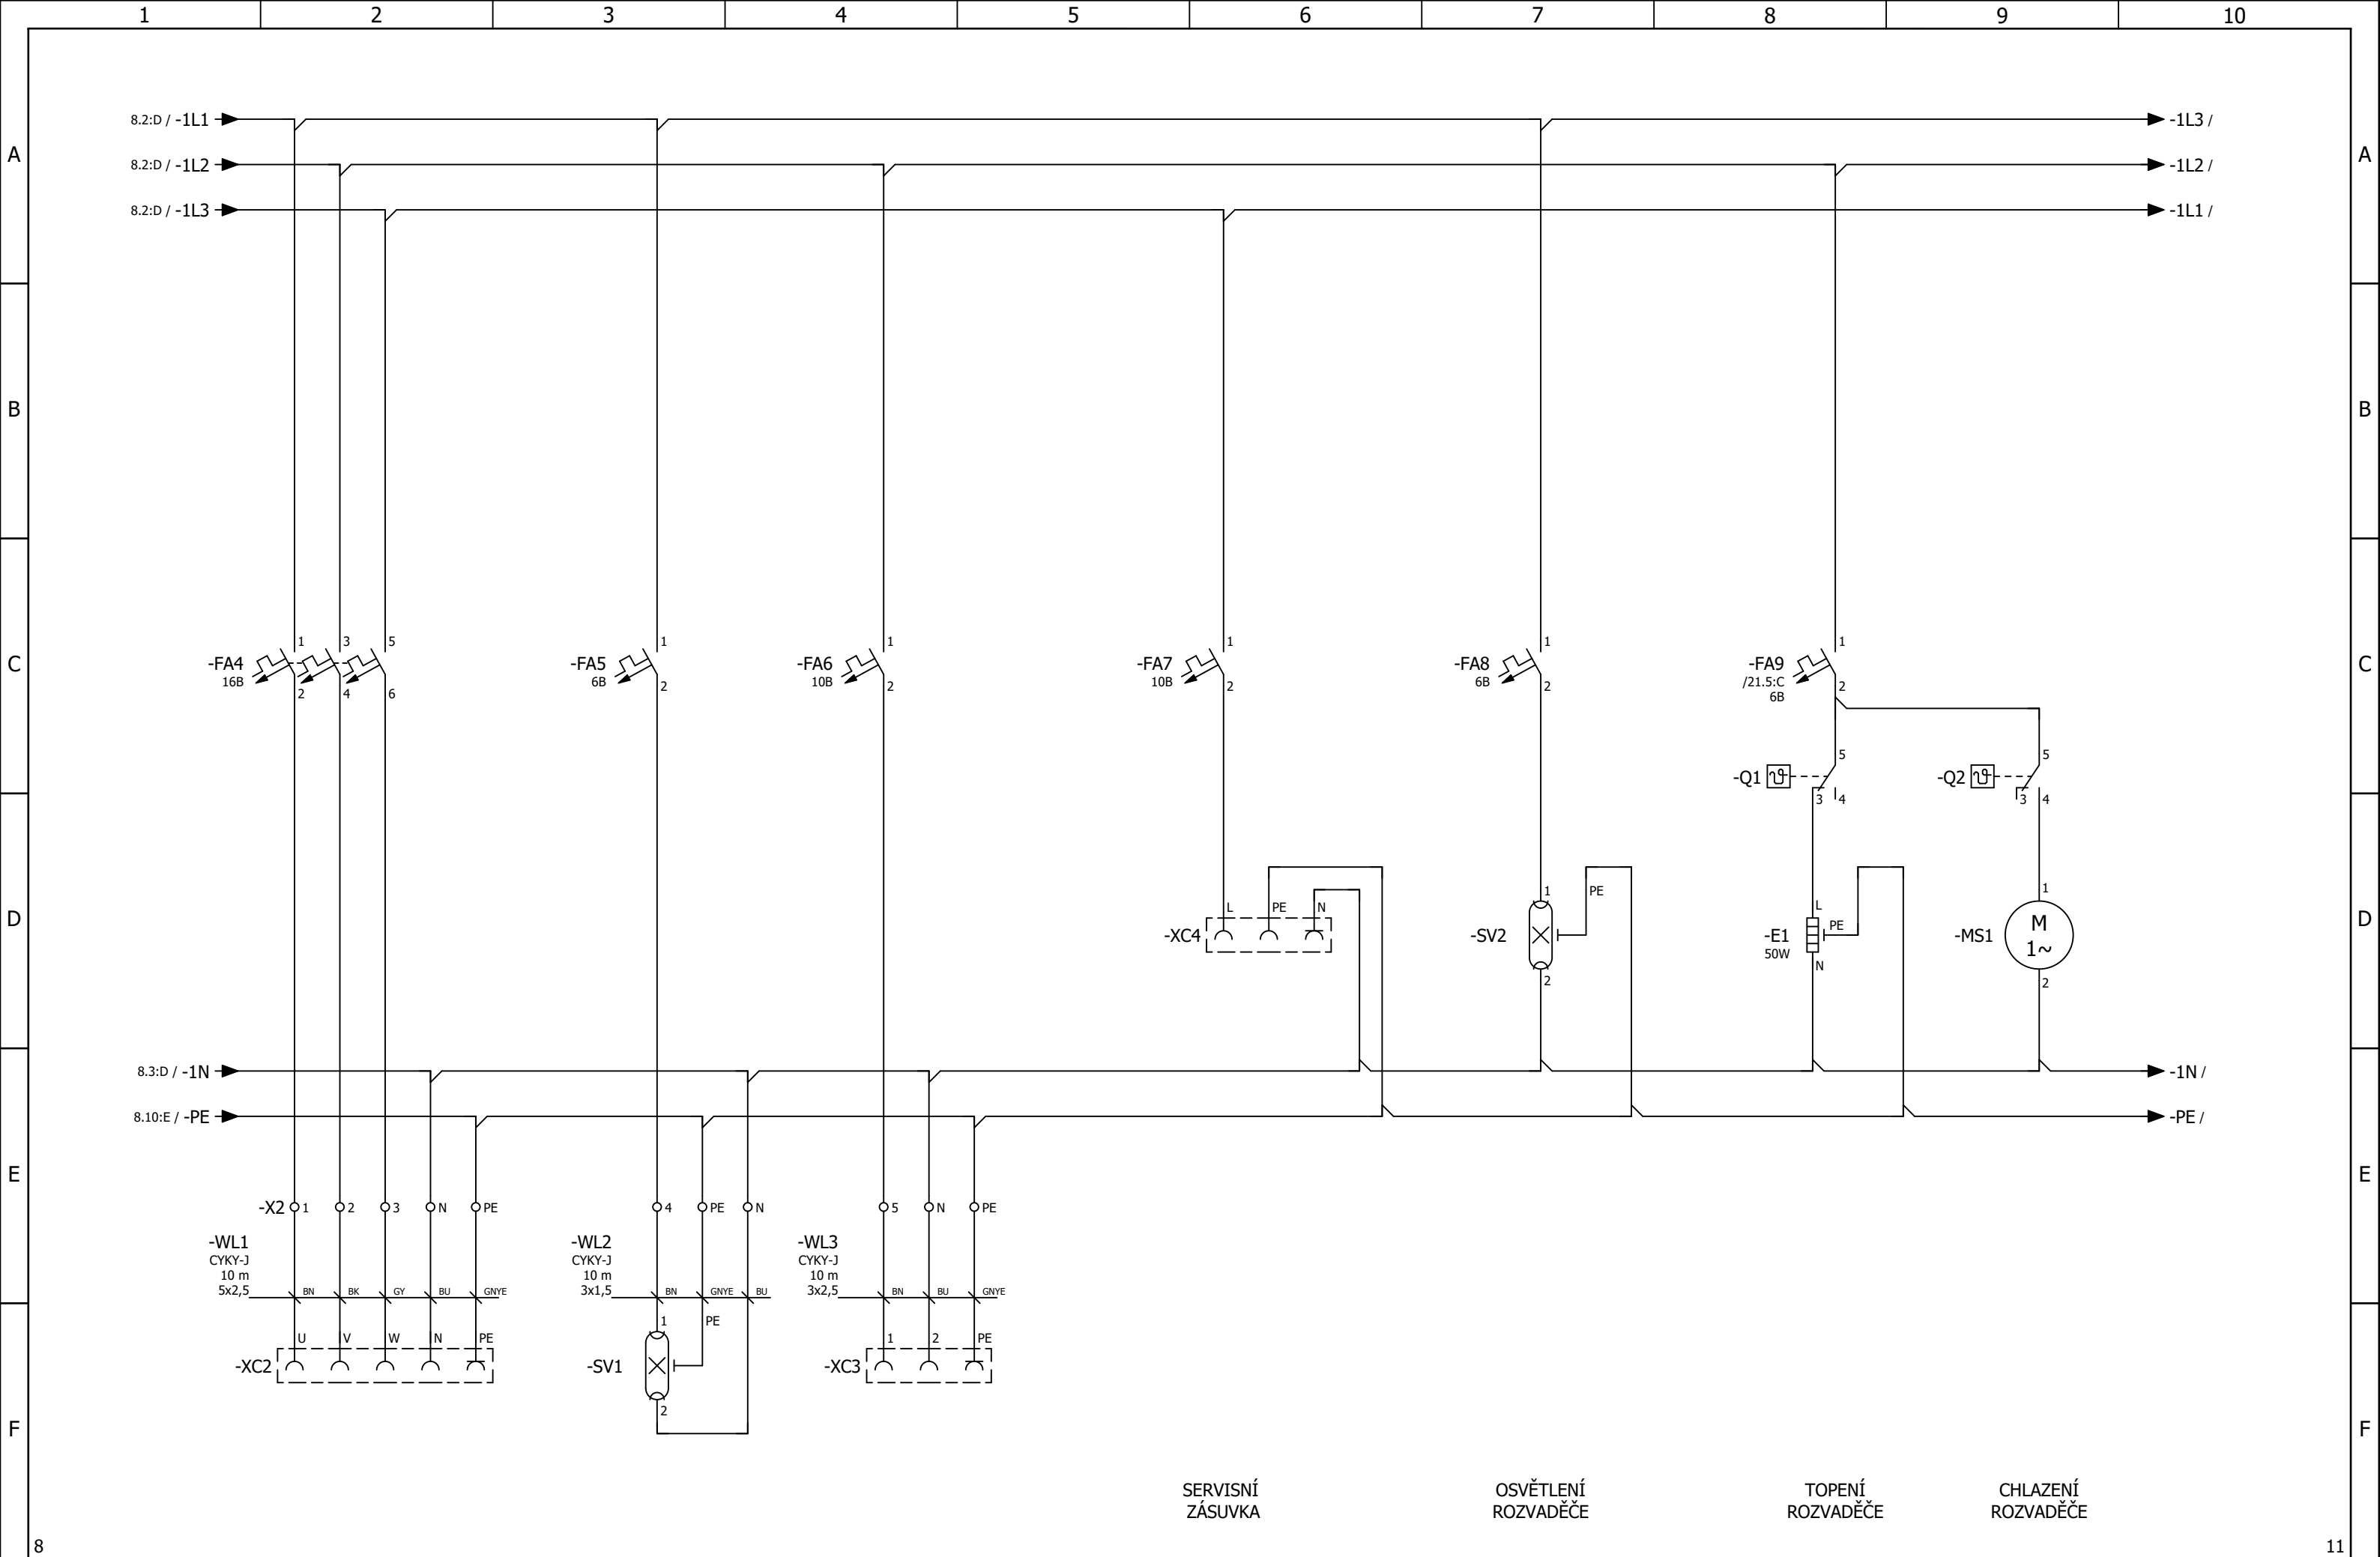 1 2 3 4 5 6 7 8 9 10
8.2:D / -1L1 -1L3 /
A A
8.2:D / -1L2 -1L2 /
8.2:D / -1L3 -1L1 /
B B
1 3 5 1 1 1 1 1
C -FA4 -FA5 -FA6 -FA7 -FA8 -FA9 C
16B 6B 10B 10B 6B /21.5:C
2 4 6 2 2 2 2 2
6B
5 5
-Q1 -Q2
3 4 3 4
1 PE 1
L PE N L
D M D
PE
-XC4 -SV2 -E1 -MS1
1~
50W
N
2 2
8.3:D / -1N -1N /
8.10:E / -PE -PE /
E E
-X2 1 2 3 N PE 4 PE N 5 N PE
-WL1 -WL2 -WL3
CYKY-J CYKY-J CYKY-J
10 m 10 m 10 m
5x2,5 3x1,5 3x2,5
BN BK GY BU GNYE BN GNYE BU BN BU GNYE
1 PE
U V W N PE 1 2 PE
-XC2 -SV1 -XC3
2
F F
SERVISNÍ OSVĚTLENÍ TOPENÍ CHLAZENÍ
ZÁSUVKA ROZVADĚČE ROZVADĚČE ROZVADĚČE
8 11